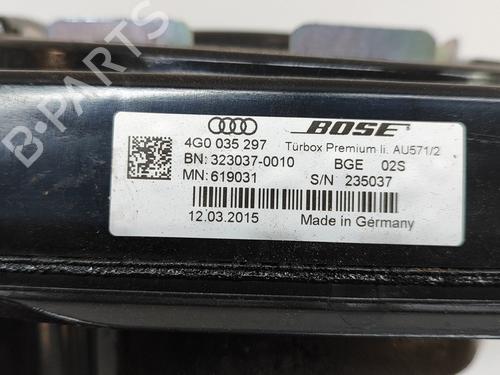 BOSE
4G0 035 297 Türbox Premium li. AU571/2
BN: 323037-0010 BGE 02S
MN: 619031 S/N 235037
12.03.2015 Made in Germany
B-PARTS